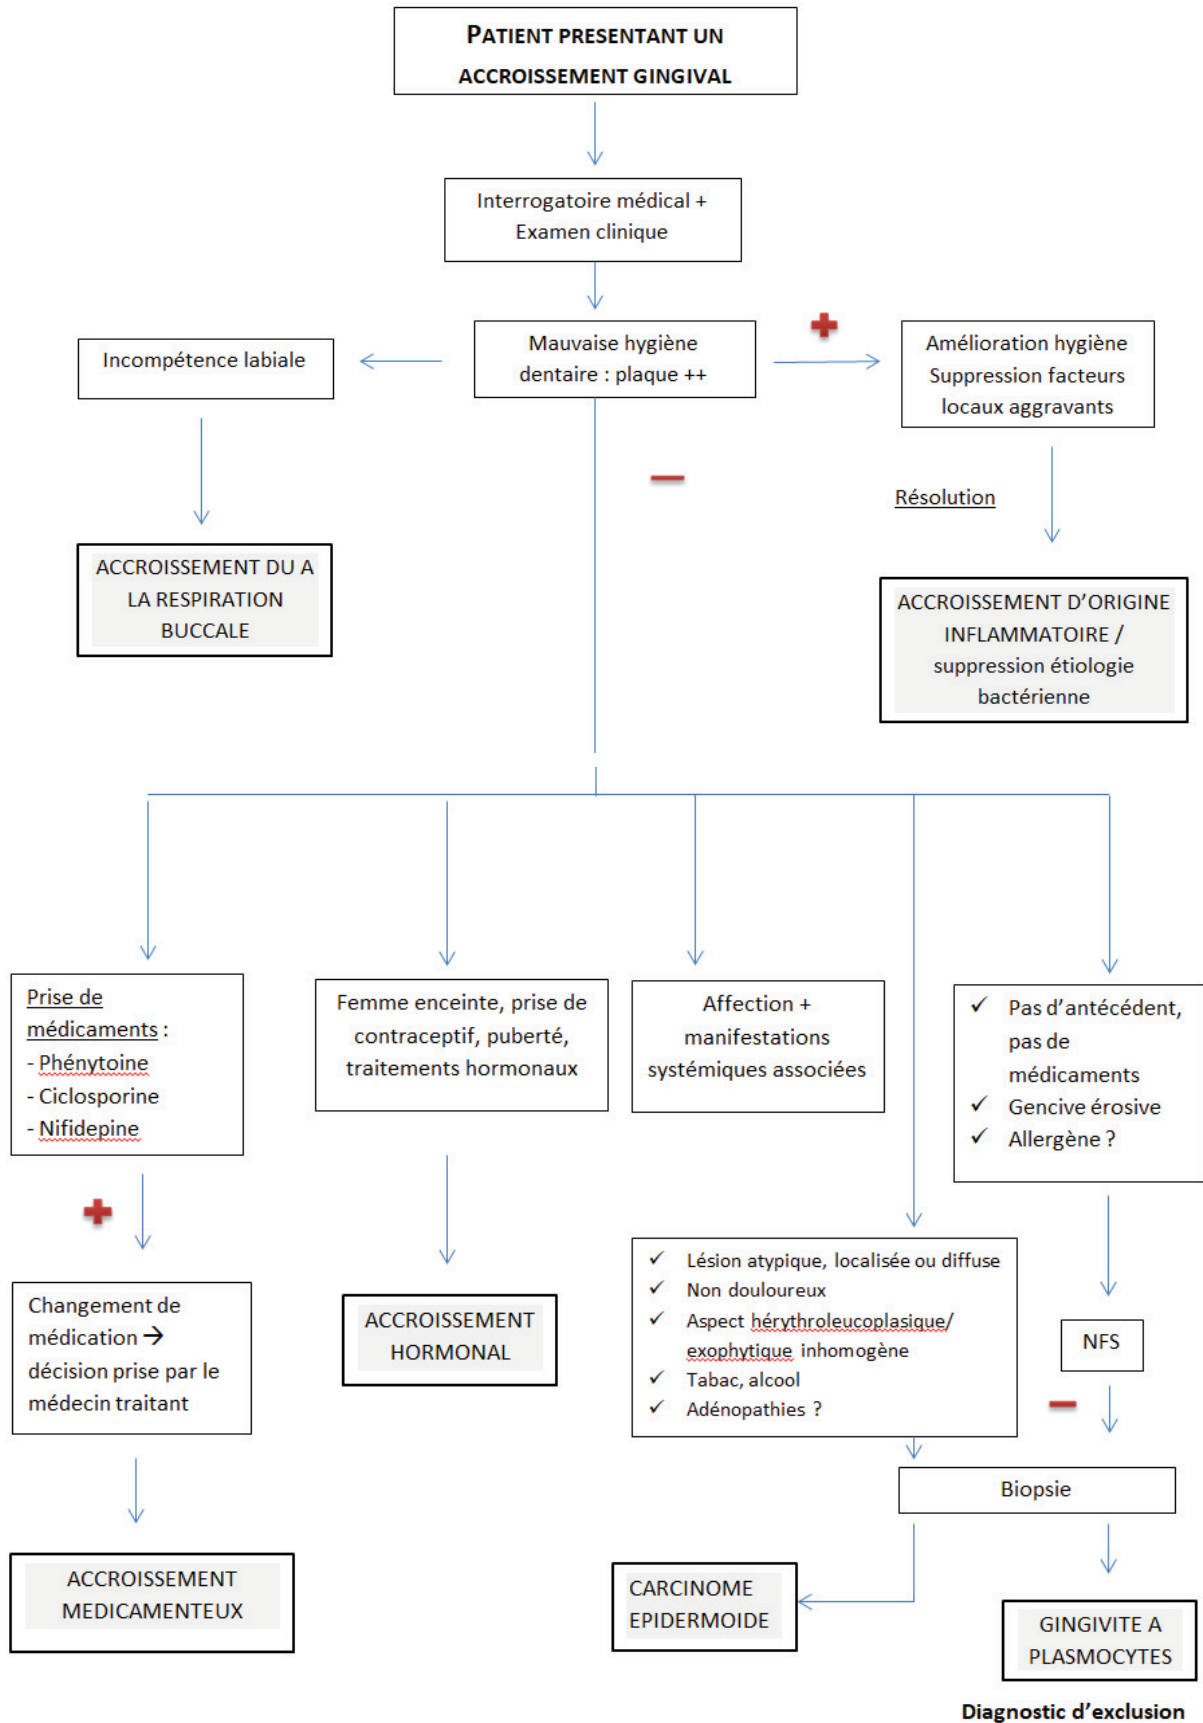 PATIENT PRESENTANT UN
ACCROISSEMENT GINGIVAL
Interrogatoire médical +
Examen clinique
Incompétence labiale
Mauvaise hygiène
dentaire : plaque ++
Amélioration hygiène
Suppression facteurs
locaux aggravants
Résolution
ACCROISSEMENT DU A
LA RESPIRATION
BUCCALE
ACCROISSEMENT D’ORIGINE
INFLAMMATOIRE /
suppression étiologie
bactérienne
Prise de
médicaments :
- Phénytoine
- Ciclosporine
- Nifidepine
Femme enceinte, prise de
contraceptif, puberté,
traitements hormonaux
Affection +
manifestations
systémiques associées
✓ Pas d’antécédent,
pas de
médicaments
✓ Gencive érosive
✓ Allergène ?
✓ Lésion atypique, localisée ou diffuse
✓ Non douloureux
✓ Aspect hérythroleucoplasique/
exophytique inhomogène
✓ Tabac, alcool
✓ Adénopathies ?
Changement de
médication →
décision prise par le
médecin traitant
ACCROISSEMENT
HORMONAL
NFS
Biopsie
ACCROISSEMENT
MEDICAMENTEUX
CARCINOME
EPIDERMOIDE
GINGIVITE A
PLASMOCYTES
Diagnostic d’exclusion